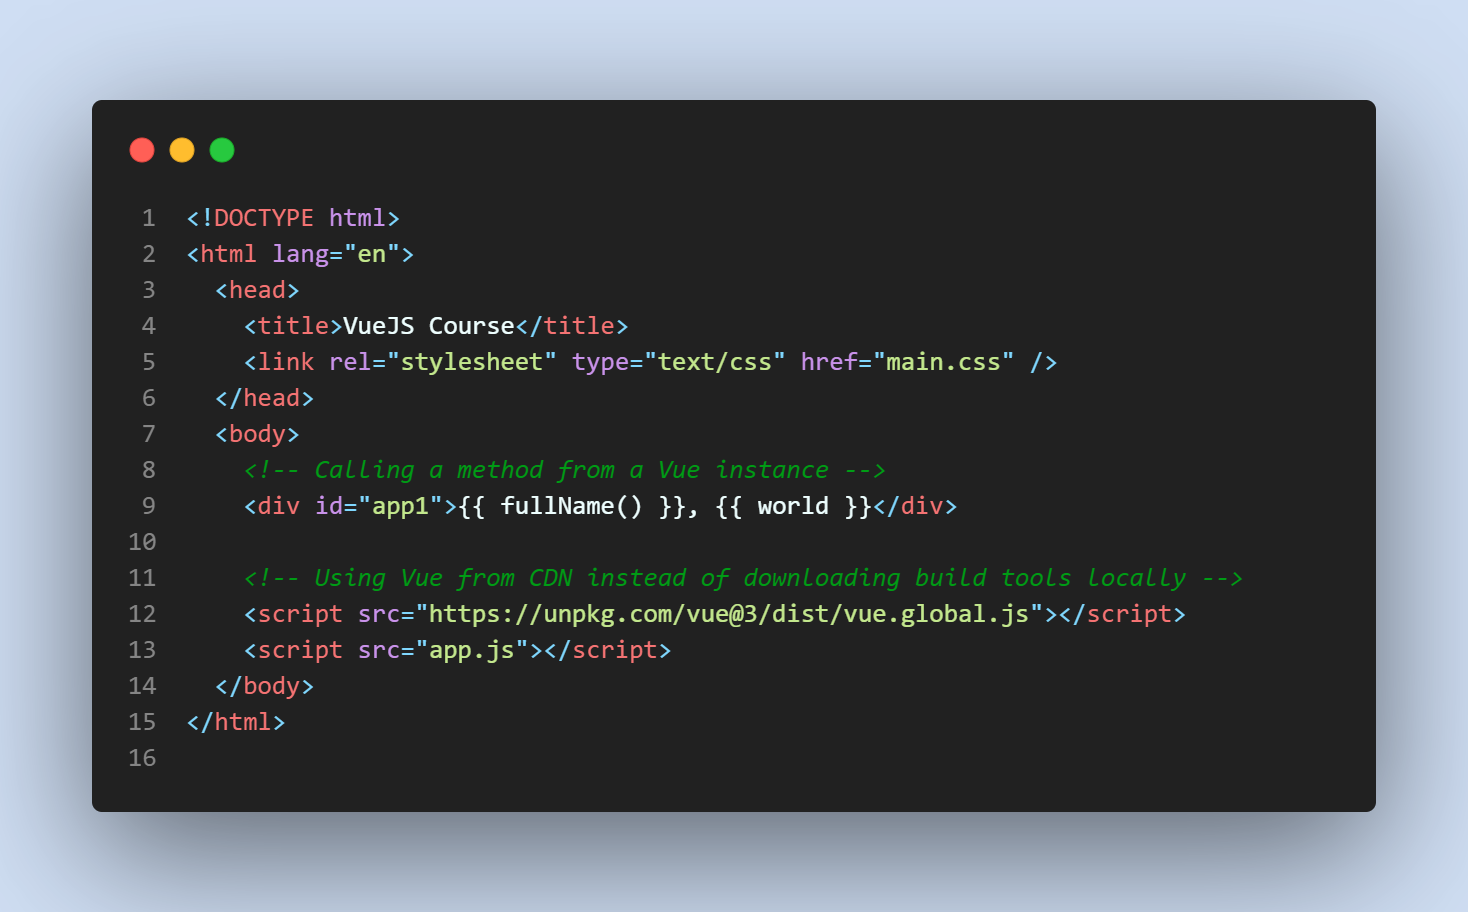 1 <!DOCTYPE html>
2 <html lang="en">
3   <head>
4     <title>VueJS Course</title>
5     <link rel="stylesheet" type="text/css" href="main.css" />
6   </head>
7   <body>
8     <!-- Calling a method from a Vue instance -->
9     <div id="app1">{{ fullName() }}, {{ world }}</div>
10
11     <!-- Using Vue from CDN instead of downloading build tools locally -->
12     <script src="https://unpkg.com/vue@3/dist/vue.global.js"></script>
13     <script src="app.js"></script>
14   </body>
15 </html>
16